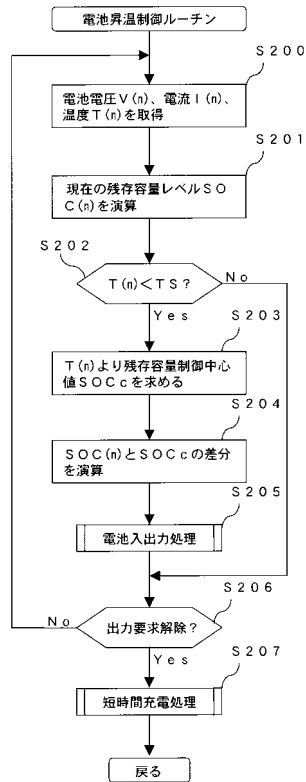 電池昇温制御ルーチン
S200
電池電圧V(n)、電流I(n)、
温度T(n)を取得
S201
現在の残存容量レベルSO
C(n)を演算
S202
T(n)<TS?
No
Yes
S203
T(n)より残存容量制御中心
値SOCcを求める
S204
SOC(n)とSOCcの差分
を演算
S205
電池入出力処理
S206
No
出力要求解除?
Yes
S207
短時間充電処理
戻る